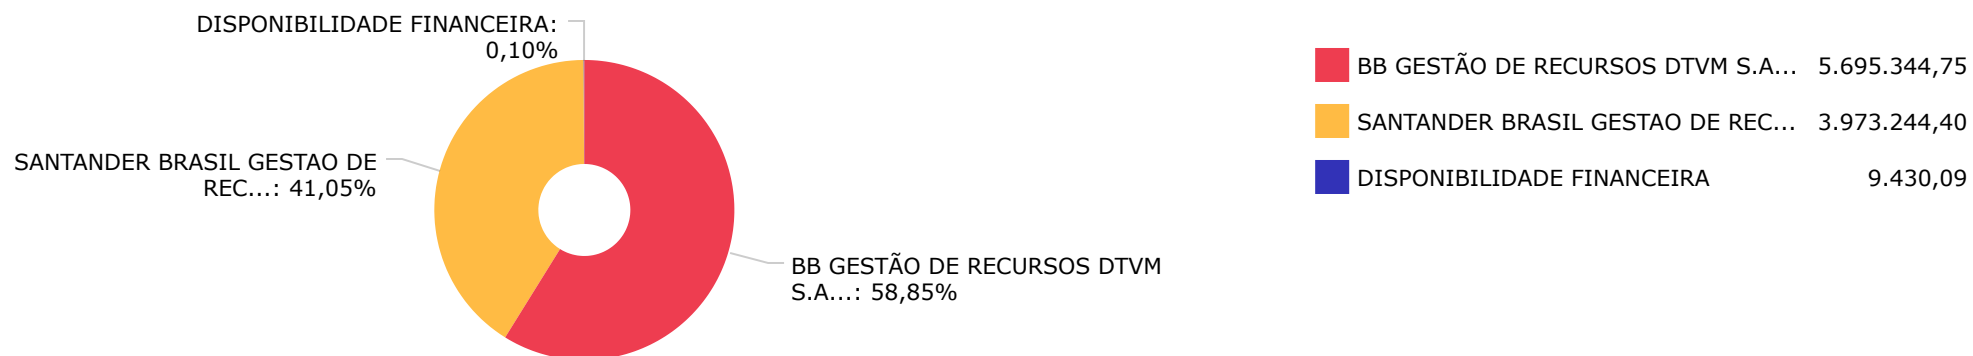 DISPONIBILIDADE FINANCEIRA:
0,10%
SANTANDER BRASIL GESTAO DE
REC...: 41,05%
BB GESTÃO DE RECURSOS DTVM
S.A...: 58,85%
BB GESTÃO DE RECURSOS DTVM S.A... 5.695.344,75
SANTANDER BRASIL GESTAO DE REC... 3.973.244,40
DISPONIBILIDADE FINANCEIRA 9.430,09